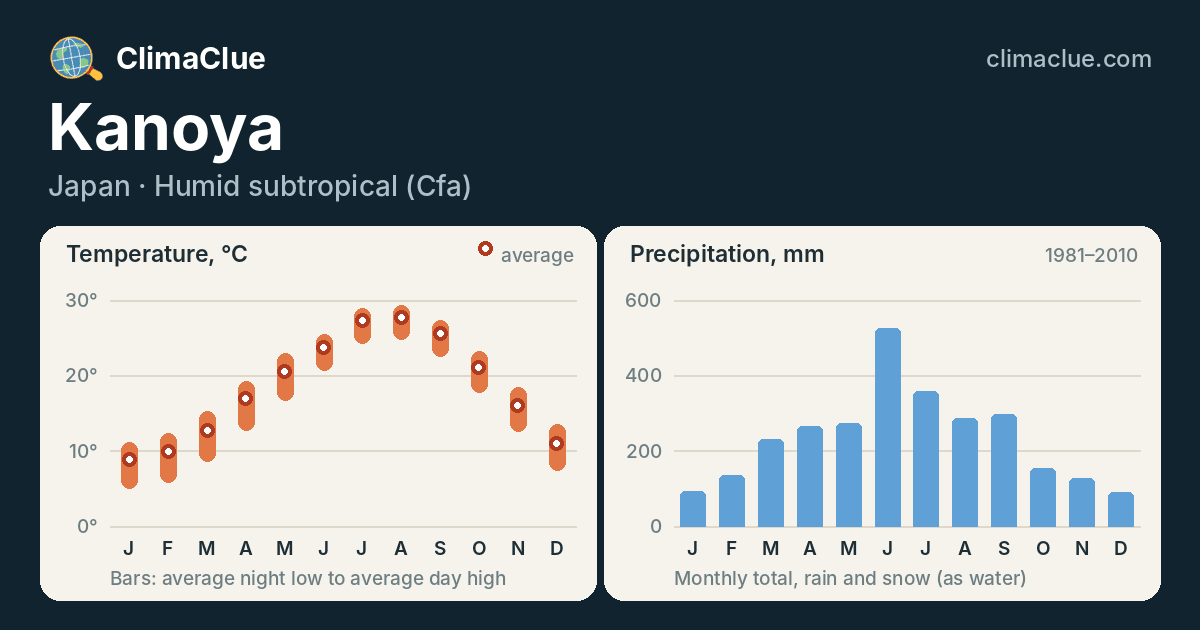 ClimaClue
climaclue.com
Kanoya
Japan · Humid subtropical (Cfa)
Temperature, °C
average
30°
20°
10°
0°
J F M A M J J A S O N D
Bars: average night low to average day high
Precipitation, mm
1981–2010
600
400
200
0
J F M A M J J A S O N D
Monthly total, rain and snow (as water)